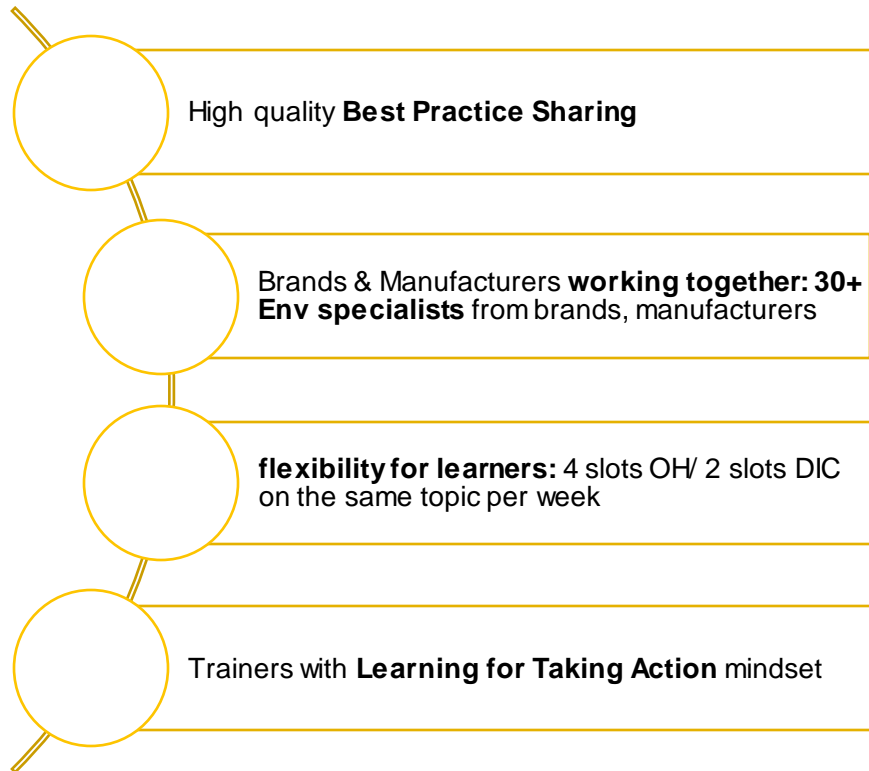 High quality Best Practice Sharing
Brands & Manufacturers working together: 30+
Env specialists from brands, manufacturers
flexibility for learners: 4 slots OH/ 2 slots DIC
on the same topic per week
Trainers with Learning for Taking Action mindset